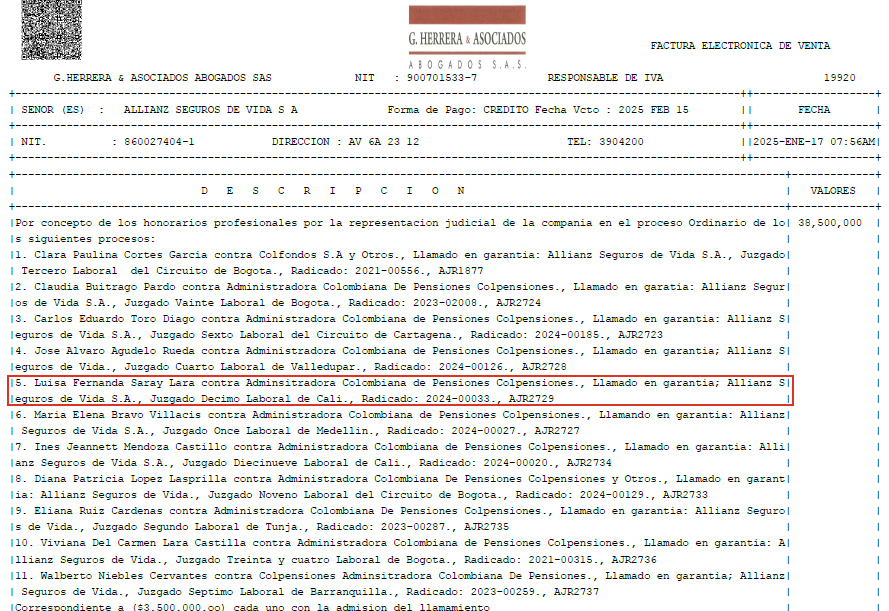 G. HERRERA & ASOCIADOS
ABOGADOS S.A.S.
FACTURA ELECTRONICA DE VENTA
G.HERRERA & ASOCIADOS ABOGADOS SAS NIT : 900701533-7 RESPONSABLE DE IVA 19920
SENOR (ES) : ALLIANZ SEGUROS DE VIDA S A Forma de Pago: CREDITO Fecha Vcto : 2025 FEB 15 FECHA
NIT. : 860027404-1 DIRECCION : AV 6A 23 12 TEL: 3904200 2025-ENE-17 07:56AM
D E S C R I P C I O N VALORES
Por concepto de los honorarios profesionales por la representacion judicial de la compania en el proceso Ordinario de lo 38,500,000
s siguientes procesos:
1. Clara Paulina Cortes Garcia contra Colfondos S.A y Otros., Llamado en garantia: Allianz Seguros de Vida S.A., Juzgado
Tercero Laboral del Circuito de Bogota., Radicado: 2021-00556., AJR1877
2. Claudia Buitrago Pardo contra Administradora Colombiana De Pensiones Colpensiones., Llamado en garatia: Allianz Segur
os de Vida S.A., Juzgado Vainte Laboral de Bogota., Radicado: 2023-02008., AJR2724
3. Carlos Eduardo Toro Diago contra Administradora Colombiana de Pensiones Colpensiones., Llamado en garantia: Allianz S
eguros de Vida S.A., Juzgado Sexto Laboral del Circuito de Cartagena., Radicado: 2024-00185., AJR2723
4. Jose Alvaro Agudelo Rueda contra Adminsitradora Colombiana de Pensiones Colpensiones., Llamado en garantia; Allianz S
eguros de Vida., Juzgado Cuarto Laboral de Valledupar., Radicado: 2024-00126., AJR2728
5. Luisa Fernanda Saray Lara contra Adminsitradora Colombiana de Pensiones Colpensiones., Llamado en garantia; Allianz S
eguros de Vida S.A., Juzgado Decimo Laboral de Cali., Radicado: 2024-00033., AJR2729
6. Maria Elena Bravo Villacis contra Adminsitradora Colombiana de Pensiones Colpensiones., Llamando en garantia: Allianz
Seguros de Vida S.A., Juzgado Once Laboral de Medellin., Radicado: 2024-00027., AJR2727
7. Ines Jeannett Mendoza Castillo contra Administradora Colombiana de Pensiones Colpensiones., Llamado en garantia: Alli
anz Seguros de Vida S.A., Juzgado Diecinueve Laboral de Cali., Radicado: 2024-00020., AJR2734
8. Diana Patricia Lopez Lasprilla contra Administradora Colombiana De Pensiones Colpensiones y Otros., Llamado en garant
ia: Allianz Seguros de Vida., Juzgado Noveno Laboral del Circuito de Bogota., Radicado: 2024-00129., AJR2733
9. Eliana Ruiz Cardenas contra Administradora Colombiana De Pensiones Colpensiones., Llamado en garantia: Allianz Seguro
s de Vida., Juzgado Segundo Laboral de Tunja., Radicado: 2023-00287., AJR2735
10. Viviana Del Carmen Lara Castilla contra Administradora Colombiana de Pensiones Colpensiones., Llamado en garantia: A
llianz Seguros de Vida., Juzgado Treinta y cuatro Laboral de Bogota., Radicado: 2021-00315., AJR2736
11. Walberto Niebles Cervantes contra Colpensiones Adminsitradora Colombiana De Pensiones., Llamado en garantia; Allianz
Seguros de Vida., Juzgado Septimo Laboral de Barranquilla., Radicado: 2023-00259., AJR2737
Correspondiente a ($3.500.000.oo) cada uno con la admision del llamamiento